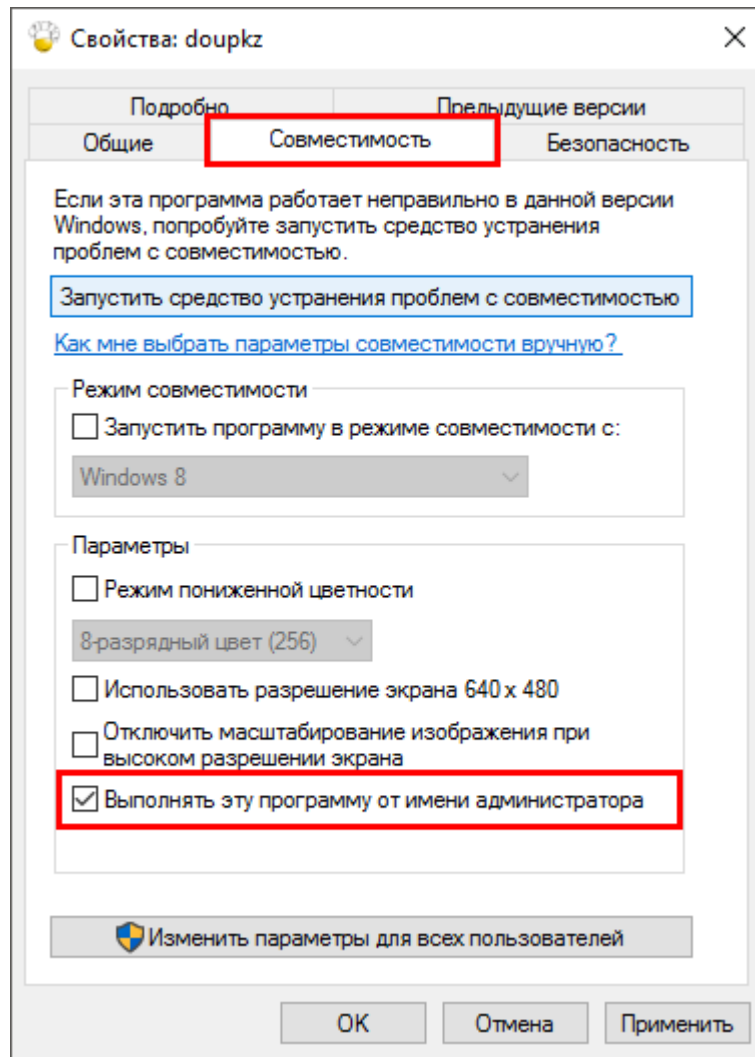 Свойства: doupkz
Подробно
Предыдущие версии
Общие
Совместимость
Безопасность
Если эта программа работает неправильно в данной версии
Windows, попробуйте запустить средство устранения
проблем с совместимостью.
Запустить средство устранения проблем с совместимостью
Как мне выбрать параметры совместимости вручную?
Режим совместимости
Запустить программу в режиме совместимости с:
Windows 8
Параметры
Режим пониженной цветности
8-разрядный цвет (256)
Использовать разрешение экрана 640 x 480
Отключить масштабирование изображения при
высоком разрешении экрана
Выполнять эту программу от имени администратора
Изменить параметры для всех пользователей
ОК
Отмена
Применить